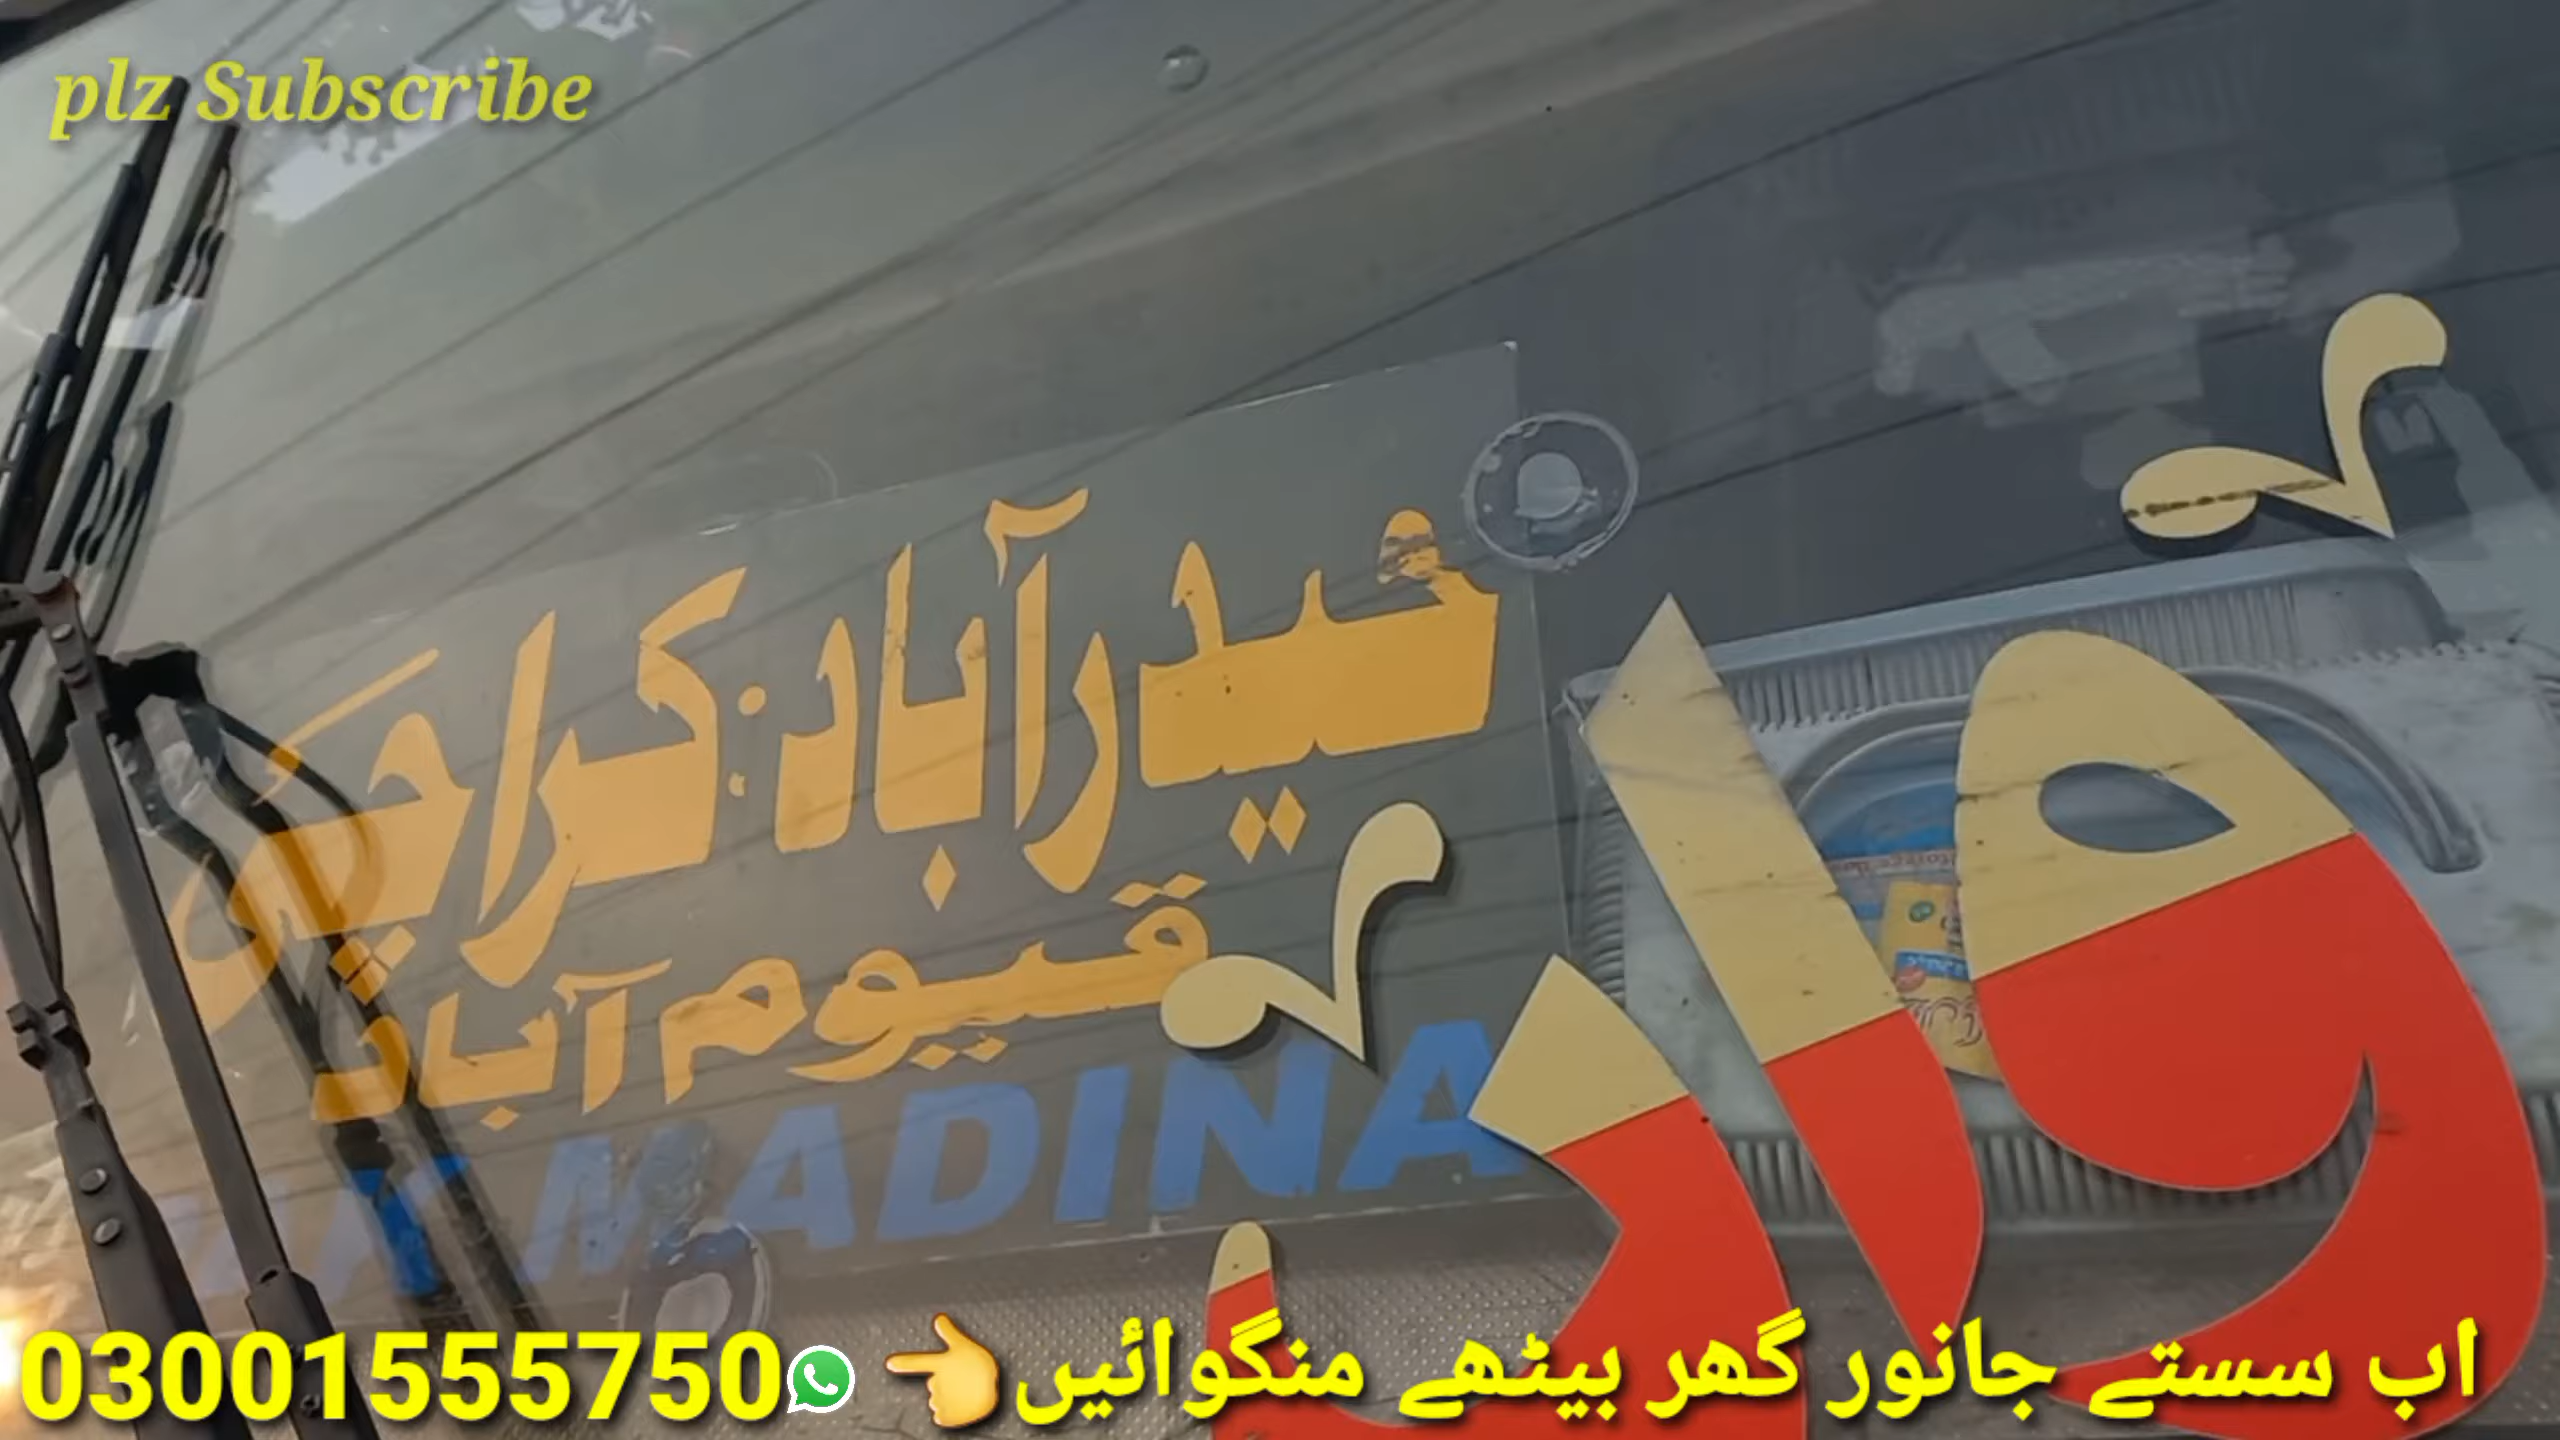 plz Subscribe
حیدرآباد: کراچی
قیوم آباد
MADINA
اب سستے جانور گھر بیٹھے منگوائیں
03001555750